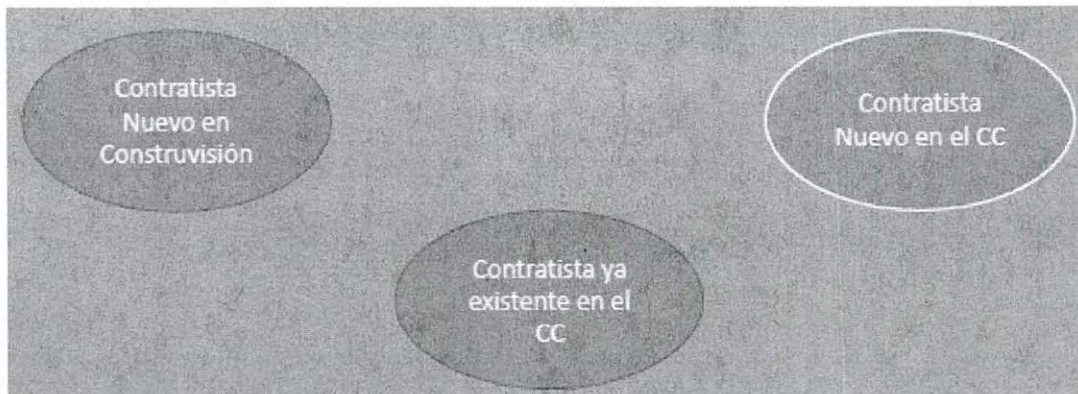 Contratista
Nuevo en
Construvisión
Contratista
Nuevo en el CC
Contratista ya
existente en el
CC